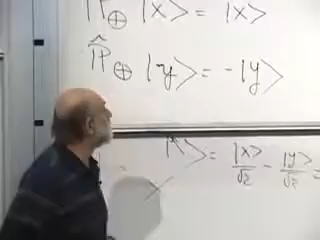 P̂⊕ |x⟩ = |x⟩
P̂⊕ |y⟩ = -|y⟩
⟩ = |x⟩/√2 - |y⟩/√2 =